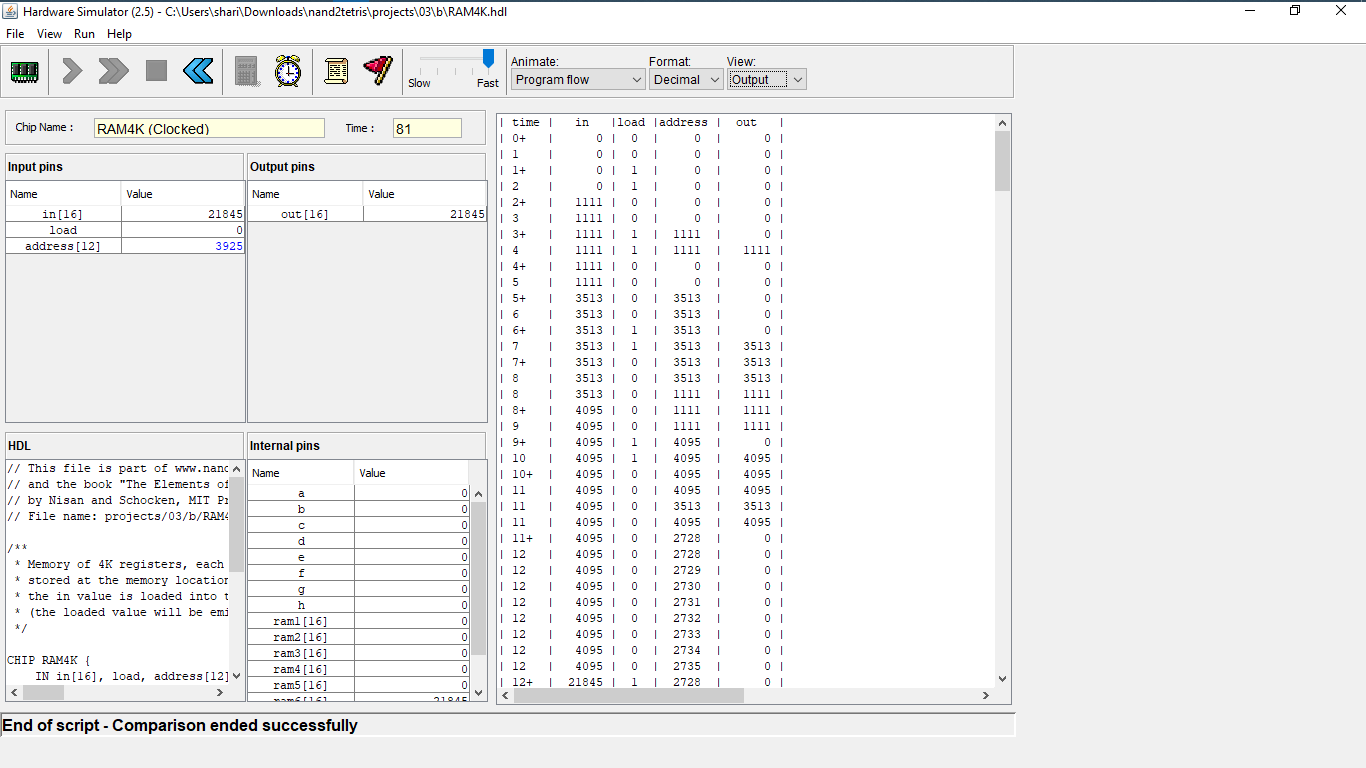 Hardware Simulator (2.5) - C:\Users\shari\Downloads\nand2tetris\projects\03\b\RAM4K.hdl
File View Run Help
Slow Fast
Animate: Format: View:
Program flow Decimal Output
Chip Name : RAM4K (Clocked) Time : 81
Input pins
Name Value
in[16] 21845
load 0
address[12] 3925
Output pins
Name Value
out[16] 21845
HDL
// This file is part of www.nand
// and the book "The Elements of
// by Nisan and Schocken, MIT Pr
// File name: projects/03/b/RAM4
/**
* Memory of 4K registers, each
* stored at the memory location
* the in value is loaded into t
* (the loaded value will be emi
*/
CHIP RAM4K {
IN in[16], load, address[12]
Internal pins
Name Value
a 0
b 0
c 0
d 0
e 0
f 0
g 0
h 0
ram1[16] 0
ram2[16] 0
ram3[16] 0
ram4[16] 0
ram5[16] 0
ram6[16] 21845
| time | in |load |address | out |
| 0+ | 0 | 0 | 0 | 0 |
| 1 | 0 | 0 | 0 | 0 |
| 1+ | 0 | 1 | 0 | 0 |
| 2 | 0 | 1 | 0 | 0 |
| 2+ | 1111 | 0 | 0 | 0 |
| 3 | 1111 | 0 | 0 | 0 |
| 3+ | 1111 | 1 | 1111 | 0 |
| 4 | 1111 | 1 | 1111 | 1111 |
| 4+ | 1111 | 0 | 0 | 0 |
| 5 | 1111 | 0 | 0 | 0 |
| 5+ | 3513 | 0 | 3513 | 0 |
| 6 | 3513 | 0 | 3513 | 0 |
| 6+ | 3513 | 1 | 3513 | 0 |
| 7 | 3513 | 1 | 3513 | 3513 |
| 7+ | 3513 | 0 | 3513 | 3513 |
| 8 | 3513 | 0 | 3513 | 3513 |
| 8 | 3513 | 0 | 1111 | 1111 |
| 8+ | 4095 | 0 | 1111 | 1111 |
| 9 | 4095 | 0 | 1111 | 1111 |
| 9+ | 4095 | 1 | 4095 | 0 |
| 10 | 4095 | 1 | 4095 | 4095 |
| 10+ | 4095 | 0 | 4095 | 4095 |
| 11 | 4095 | 0 | 4095 | 4095 |
| 11 | 4095 | 0 | 3513 | 3513 |
| 11 | 4095 | 0 | 4095 | 4095 |
| 11+ | 4095 | 0 | 2728 | 0 |
| 12 | 4095 | 0 | 2728 | 0 |
| 12 | 4095 | 0 | 2729 | 0 |
| 12 | 4095 | 0 | 2730 | 0 |
| 12 | 4095 | 0 | 2731 | 0 |
| 12 | 4095 | 0 | 2732 | 0 |
| 12 | 4095 | 0 | 2733 | 0 |
| 12 | 4095 | 0 | 2734 | 0 |
| 12 | 4095 | 0 | 2735 | 0 |
| 12+ | 21845 | 1 | 2728 | 0 |
End of script - Comparison ended successfully